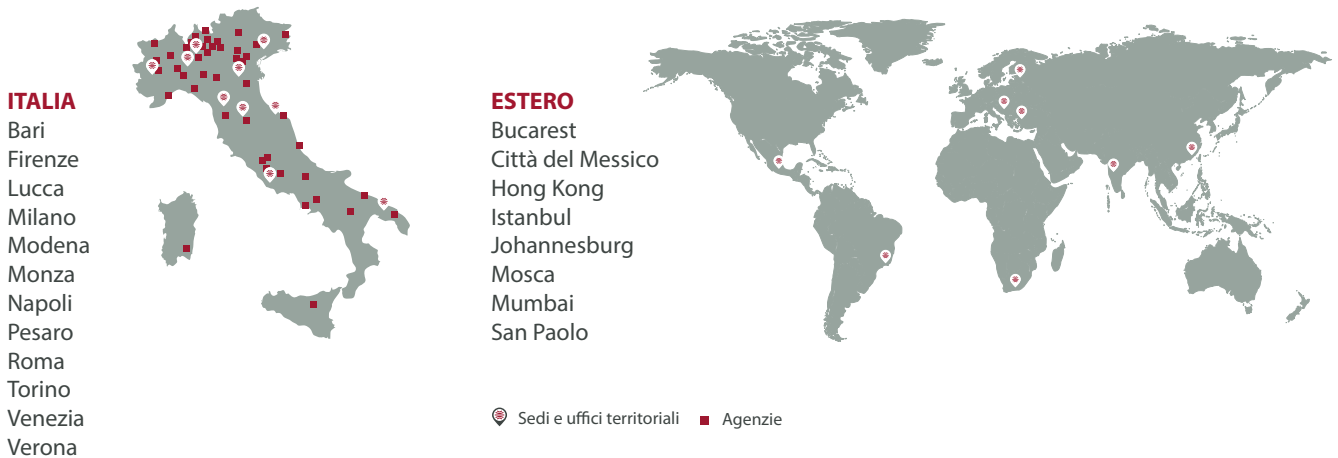 ITALIA
Bari
Firenze
Lucca
Milano
Modena
Monza
Napoli
Pesaro
Roma
Torino
Venezia
Verona
ESTERO
Bucarest
Città del Messico
Hong Kong
Istanbul
Johannesburg
Mosca
Mumbai
San Paolo
Sedi e uffici territoriali
Agenzie